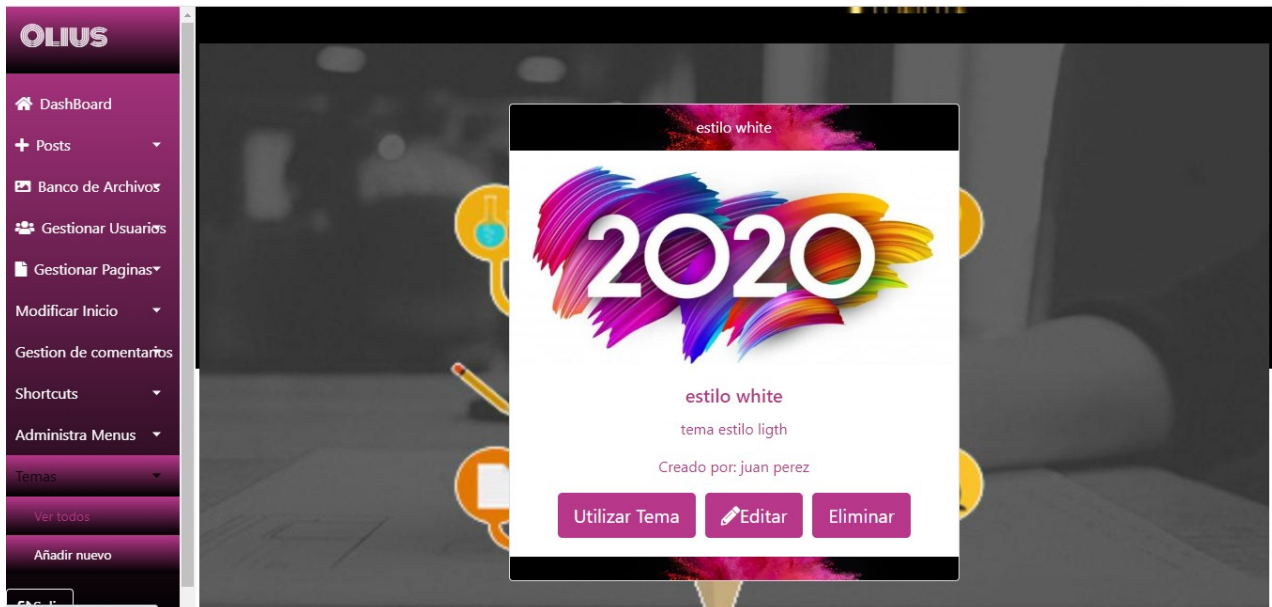 OLIUS
DashBoard
Posts
Banco de Archivos
Gestionar Usuarios
Gestionar Paginas
Modificar Inicio
Gestion de comentarios
Shortcuts
Administra Menus
Temas
Ver todos
Añadir nuevo
estilo white
2020
estilo white
tema estilo ligth
Creado por: juan perez
Utilizar Tema Editar Eliminar